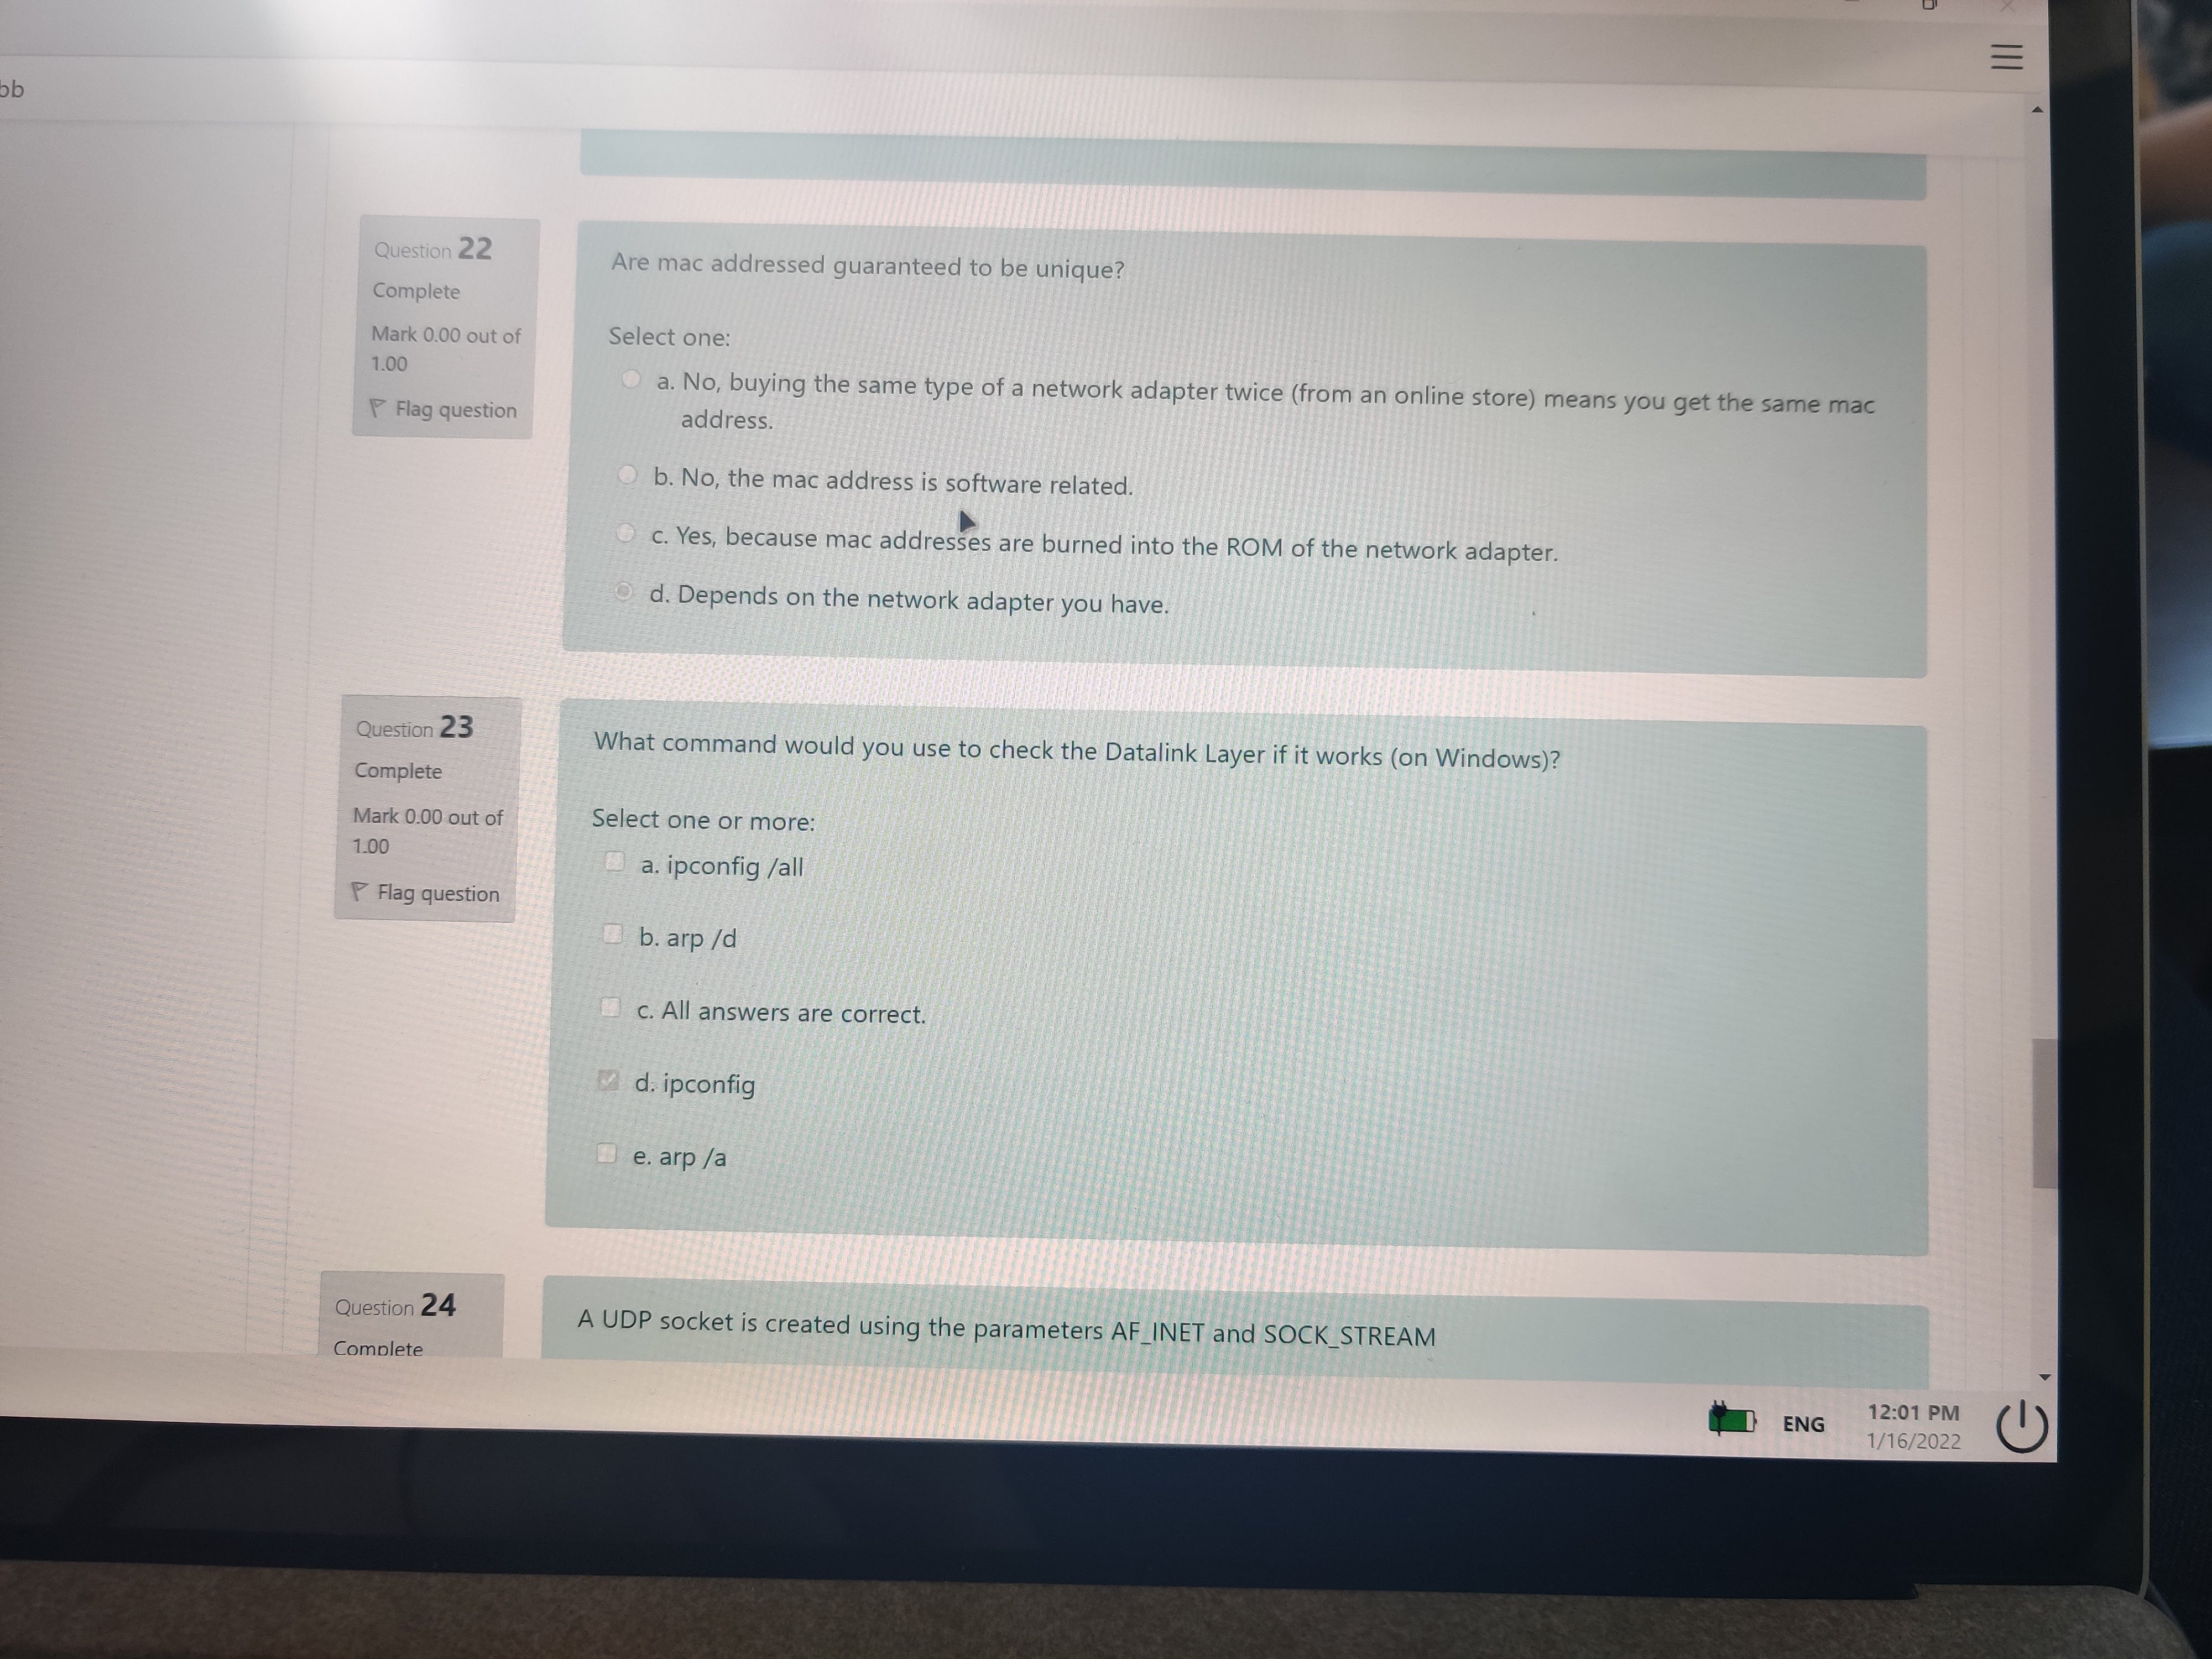 bb
Question 22
Complete
Mark 0.00 out of
1.00
Flag question
Are mac addressed guaranteed to be unique?
Select one:
a. No, buying the same type of a network adapter twice (from an online store) means you get the same mac
address.
b. No, the mac address is software related.
c. Yes, because mac addresses are burned into the ROM of the network adapter.
d. Depends on the network adapter you have.
Question 23
Complete
Mark 0.00 out of
1.00
Flag question
What command would you use to check the Datalink Layer if it works (on Windows)?
Select one or more:
a. ipconfig /all
b. arp /d
c. All answers are correct.
d. ipconfig
e. arp /a
Question 24
Complete
A UDP socket is created using the parameters AF_INET and SOCK_STREAM
ENG
12:01 PM
1/16/2022